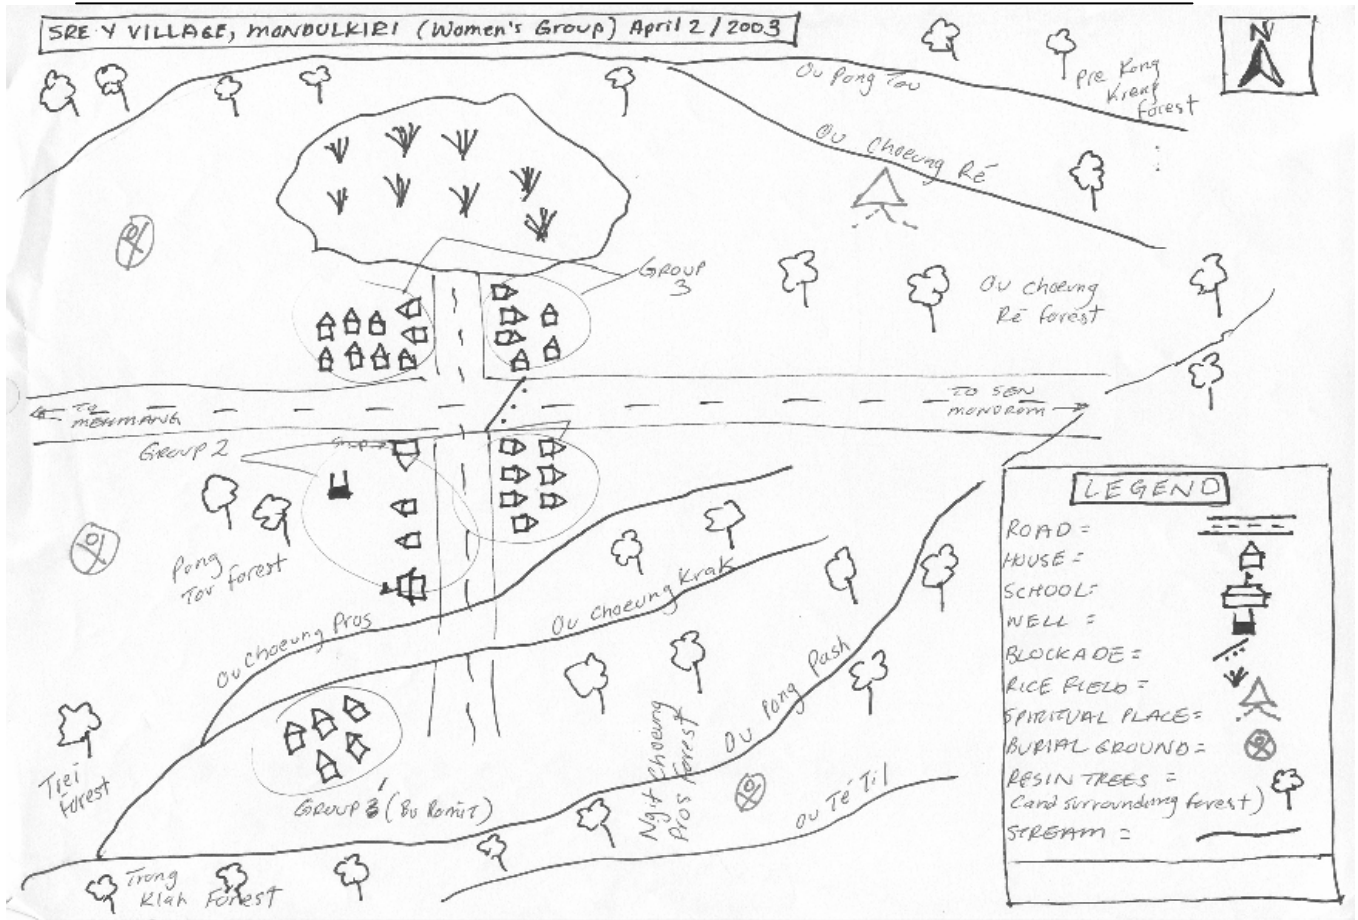 SRE Y VILLAGE, MONDULKIRI (Women's Group) April 2/2003
N
Ou Pong Tou
Pre Kong
Kreng
forest
Ou Choeung Ré
GROUP
3
Ou choeung
Ré forest
TO
MEHMANG
TO SEN
MONOROM
GROUP 2
shop
Pong
Tov forest
Ou Choeung Pros
Ou Choeung Krak
Ou Pong Pash
Ngit Choeung
Pros Forest
Trei
forest
GROUP (Bu Romit)
Ou Té Til
Trong
Klah Forest
LEGEND
ROAD =
HOUSE =
SCHOOL=
WELL =
BLOCKADE =
RICE FIELD =
SPIRITUAL PLACE=
BURIAL GROUND =
RESIN TREES =
(and surrounding forest)
STREAM =